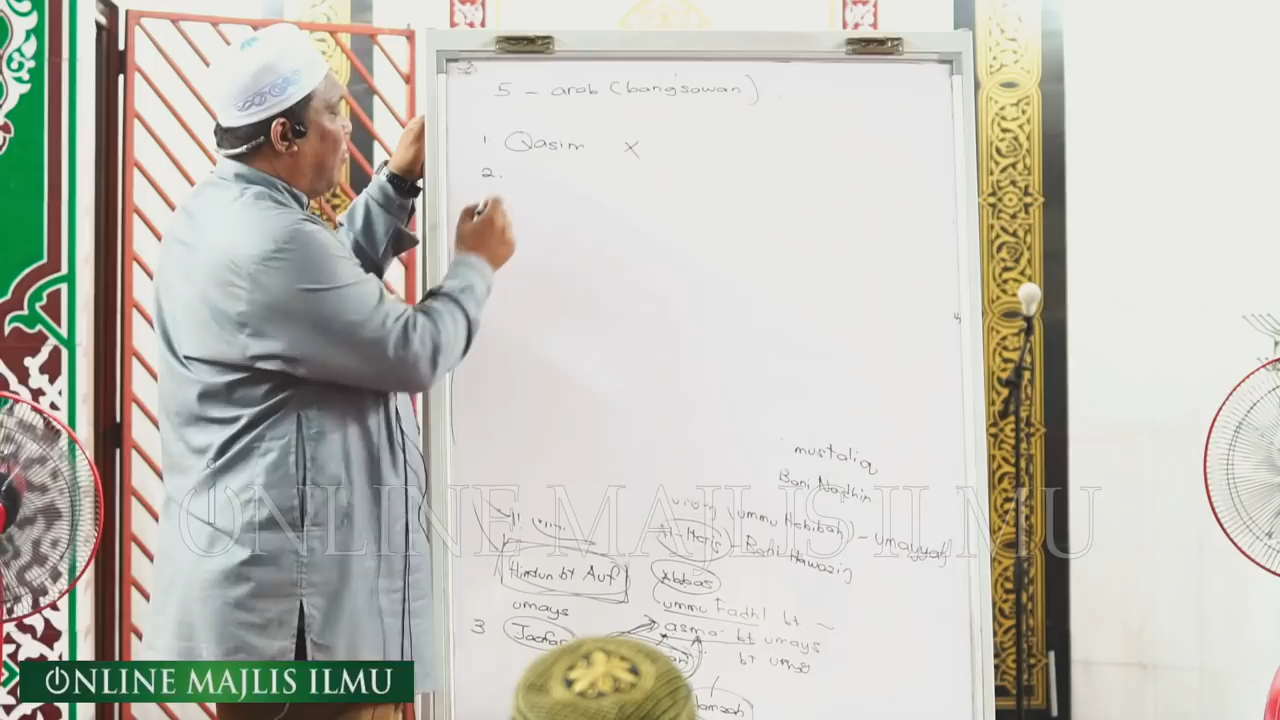 5 - arab (bangsawan)
1 Qasim x
2.
mustaliq
Bani Nadhir
ummu Habibah - umayyah
Al-Haris Bani Hawazin
Hindun bt Auf Abbas
umays ummu Fadhl bt
3 Jaafar asma bt umays
bt umays
Hamzah
ONLINE MAJLIS ILMU
ONLINE MAJLIS ILMU